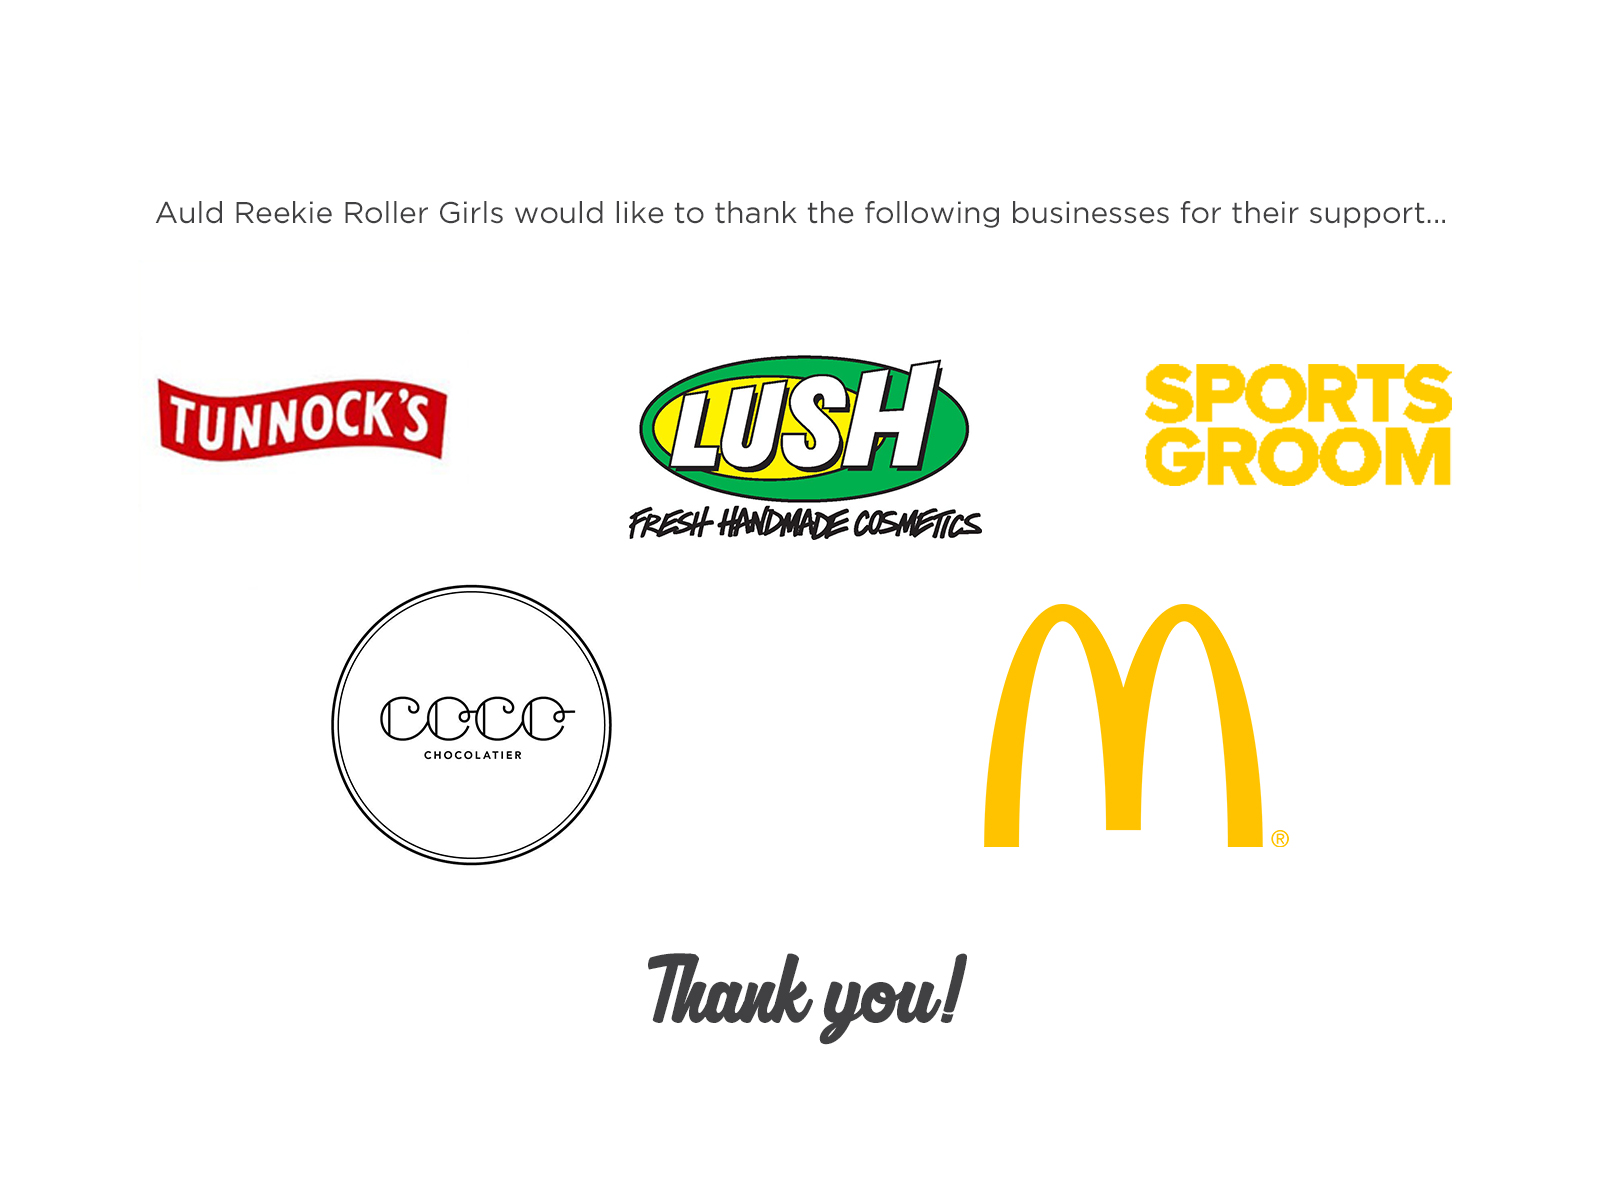 Auld Reekie Roller Girls would like to thank the following businesses for their support...
TUNNOCK'S
LUSH
FRESH HANDMADE COSMETICS
SPORTS
GROOM
COCO
CHOCOLATIER
M
®
Thank you!